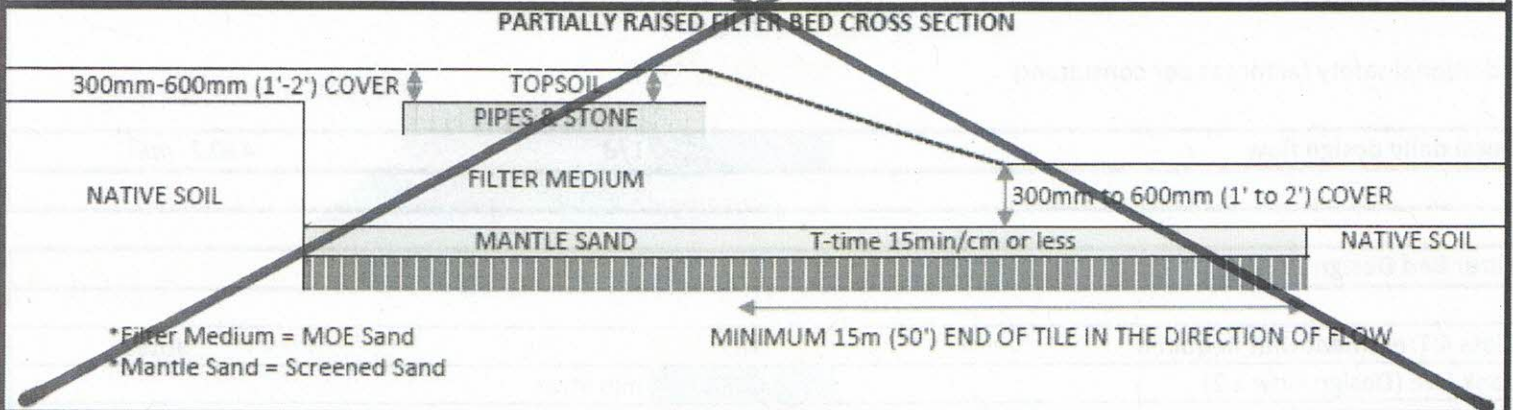 PARTIALLY RAISED FILTER BED CROSS SECTION
300mm-600mm (1'-2') COVER
TOPSOIL
PIPES & STONE
NATIVE SOIL
FILTER MEDIUM
300mm to 600mm (1' to 2') COVER
MANTLE SAND
T-time 15min/cm or less
NATIVE SOIL
MINIMUM 15m (50') END OF TILE IN THE DIRECTION OF FLOW
*Filter Medium = MOE Sand
*Mantle Sand = Screened Sand